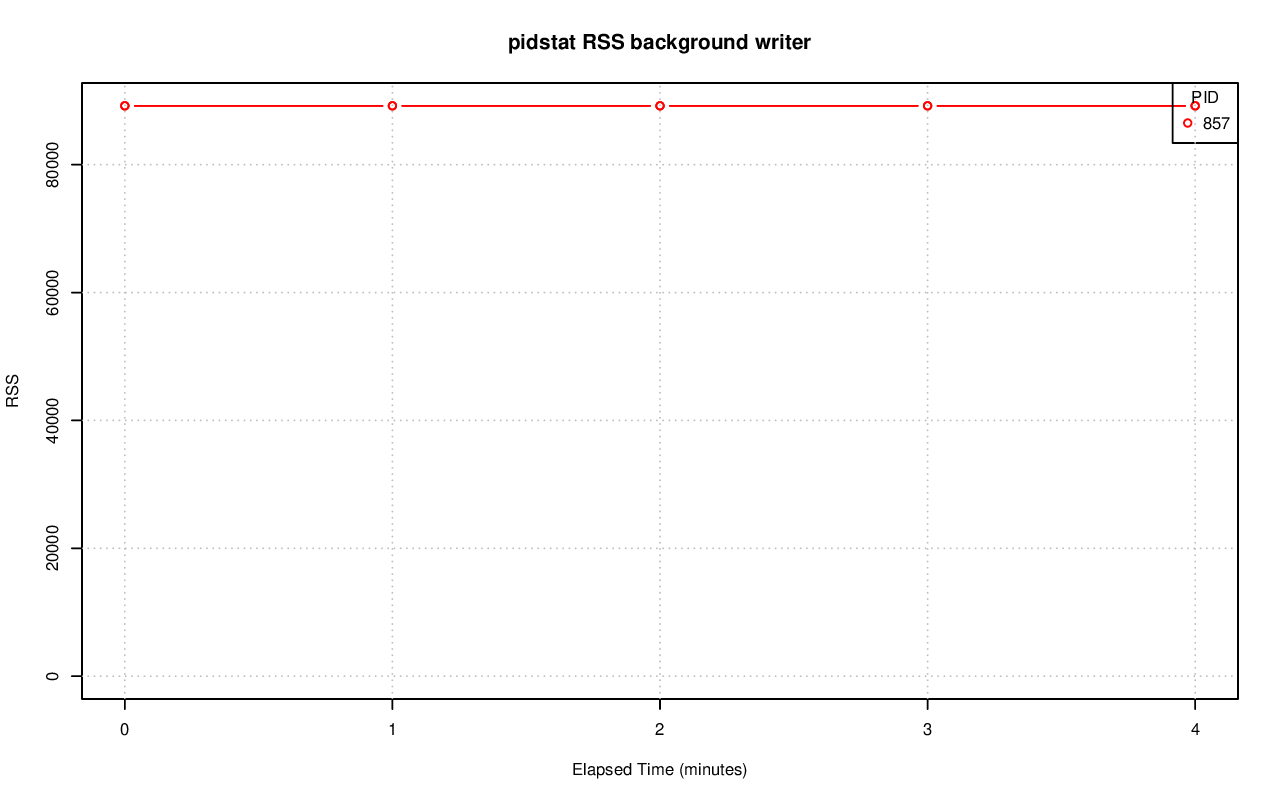 pidstat RSS background writer
PID
857
RSS
80000
60000
40000
20000
0
0 1 2 3 4
Elapsed Time (minutes)